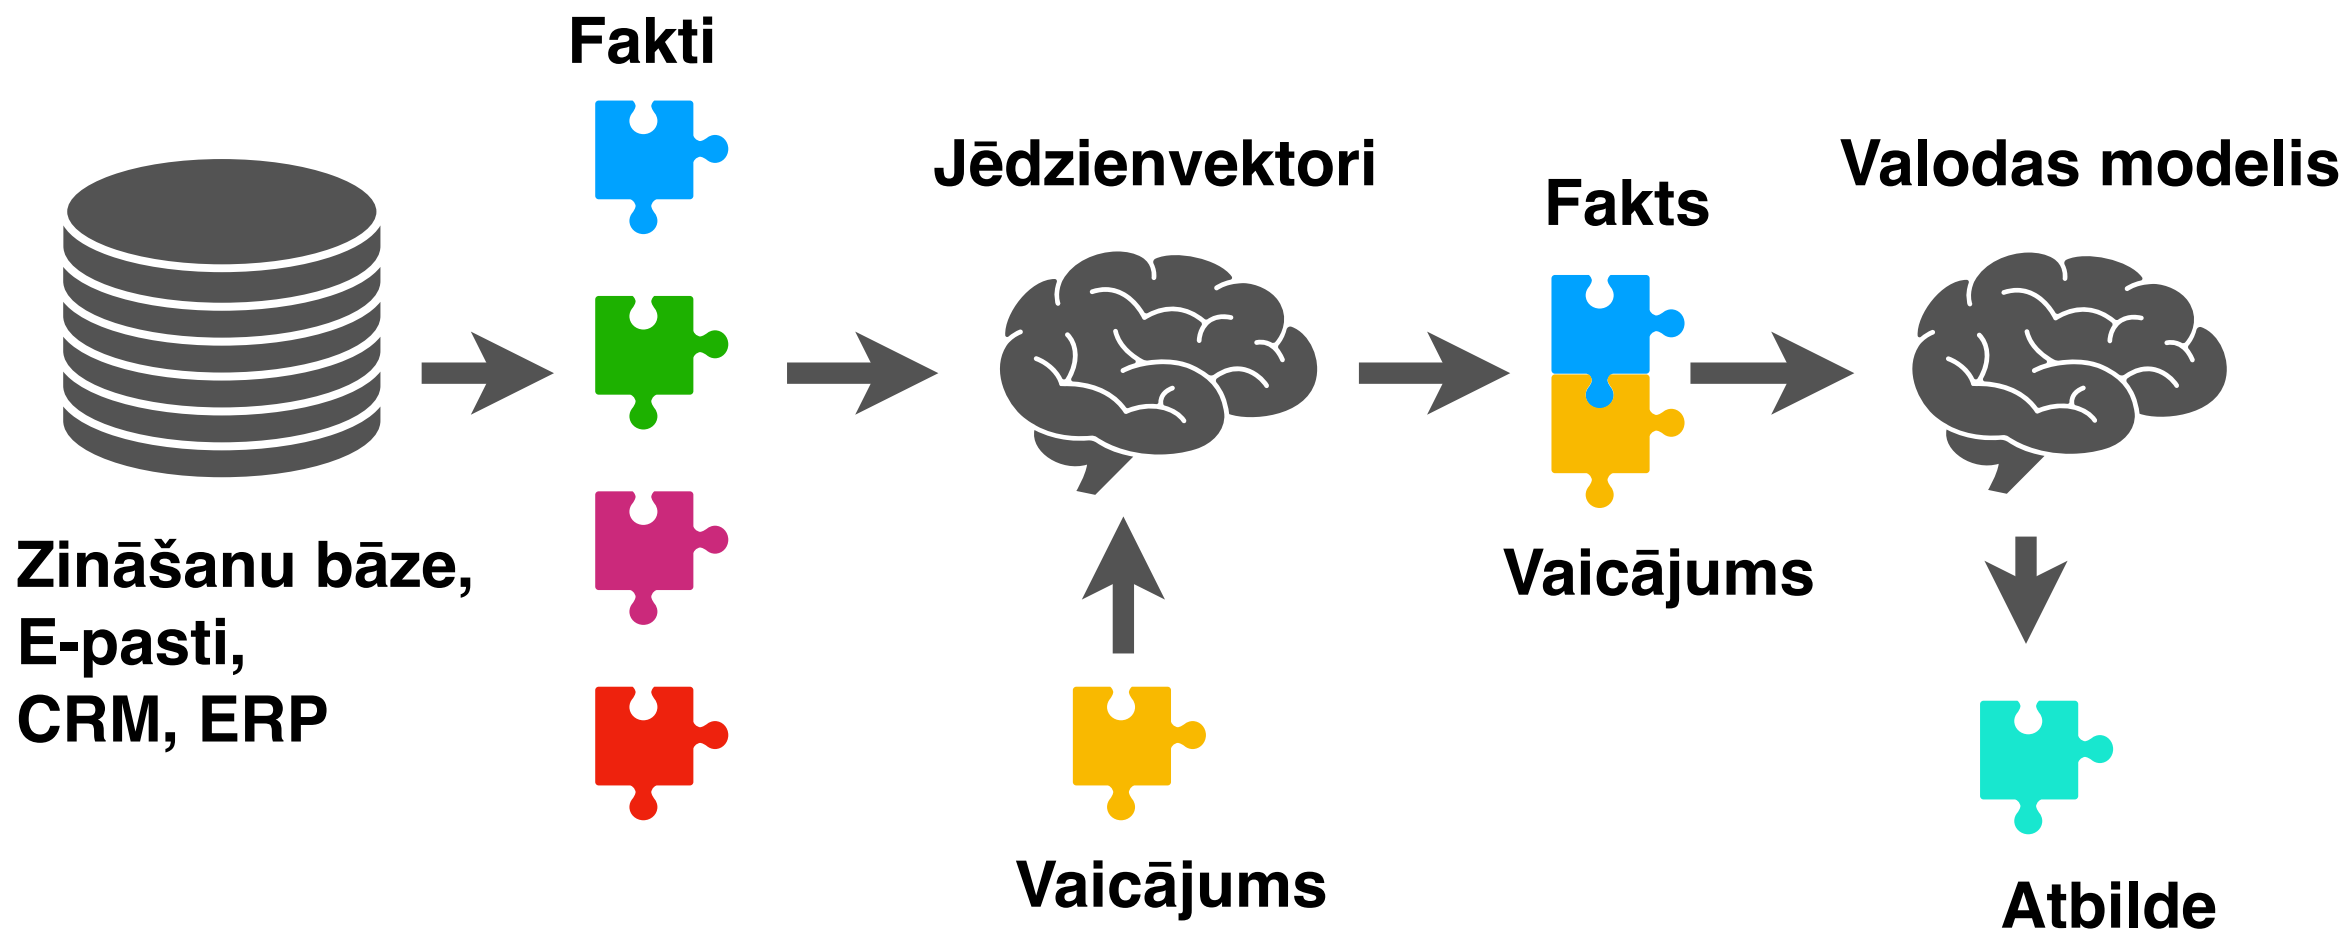 Fakti
Jēdzienvektori
Valodas modelis
Fakts
Zināšanu bāze,
E-pasti,
CRM, ERP
Vaicājums
Vaicājums
Atbilde